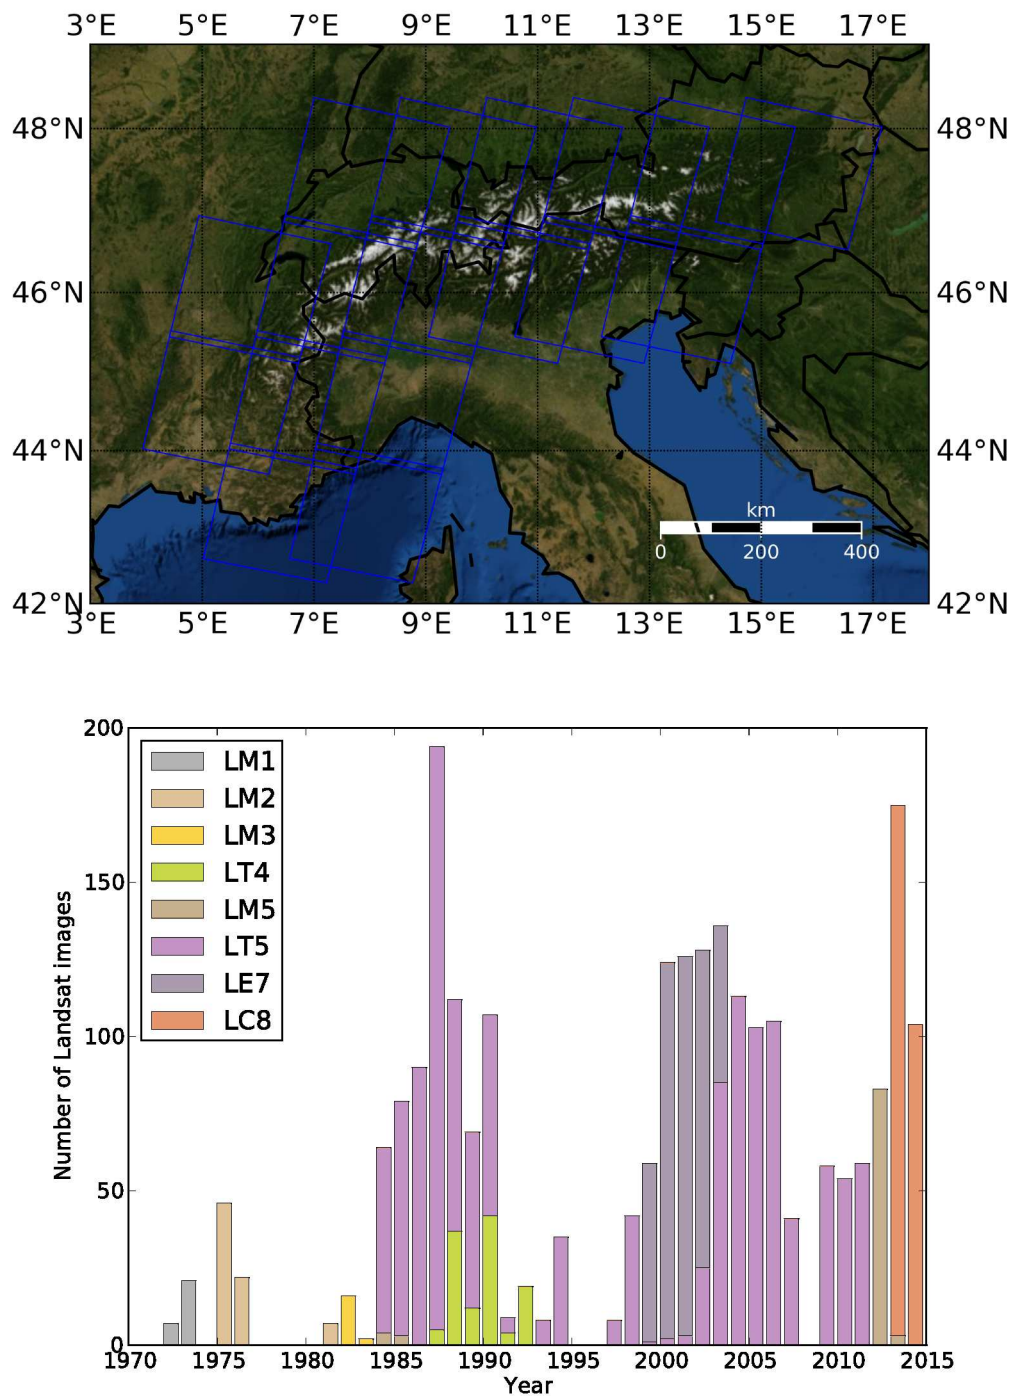 3°E 5°E 7°E 9°E 11°E 13°E 15°E 17°E
48°N 48°N
46°N 46°N
44°N 44°N
km
0 200 400
42°N 42°N
3°E 5°E 7°E 9°E 11°E 13°E 15°E 17°E
200
150
100
50
0
Number of Landsat images
LM1
LM2
LM3
LT4
LM5
LT5
LE7
LC8
1970 1975 1980 1985 1990 1995 2000 2005 2010 2015
Year